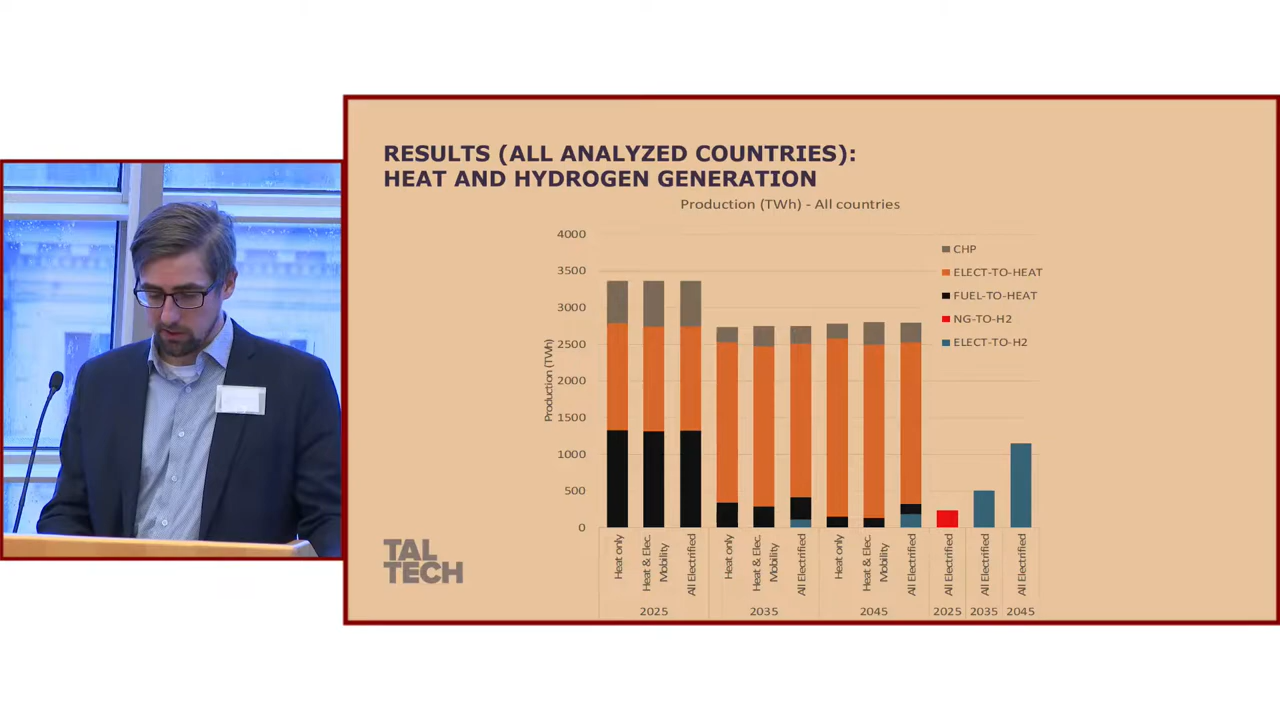 RESULTS (ALL ANALYZED COUNTRIES):
HEAT AND HYDROGEN GENERATION
Production (TWh) - All countries
Production (TWh)
4000
3500
3000
2500
2000
1500
1000
500
0
CHP
ELECT-TO-HEAT
FUEL-TO-HEAT
NG-TO-H2
ELECT-TO-H2
Heat only
Heat & Elec.
Mobility
All Electrified
Heat only
Heat & Elec.
Mobility
All Electrified
Heat only
Heat & Elec.
Mobility
All Electrified
All Electrified
All Electrified
All Electrified
2025
2035
2045
2025
2035
2045
TAL
TECH